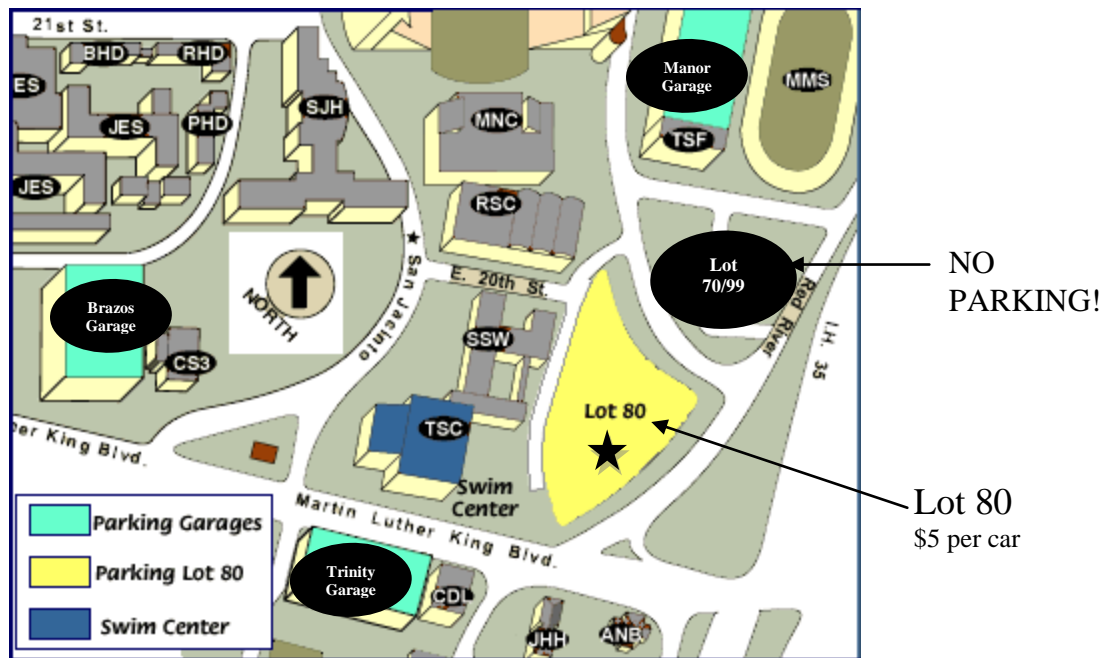 21st St.
BHD
RHD
ES
JES
PHD
JES
SJH
MNC
RSC
Manor
Garage
TSF
MMS
Lot
70/99
NO
PARKING!
Red River
I.H. 35
San Jacinto
E. 20th St.
NORTH
Brazos
Garage
CS3
SSW
TSC
Lot 80
Swim
Center
Lot 80
$5 per car
her King Blvd.
Martin Luther King Blvd.
Parking Garages
Parking Lot 80
Swim Center
Trinity
Garage
CDL
JHH
ANB